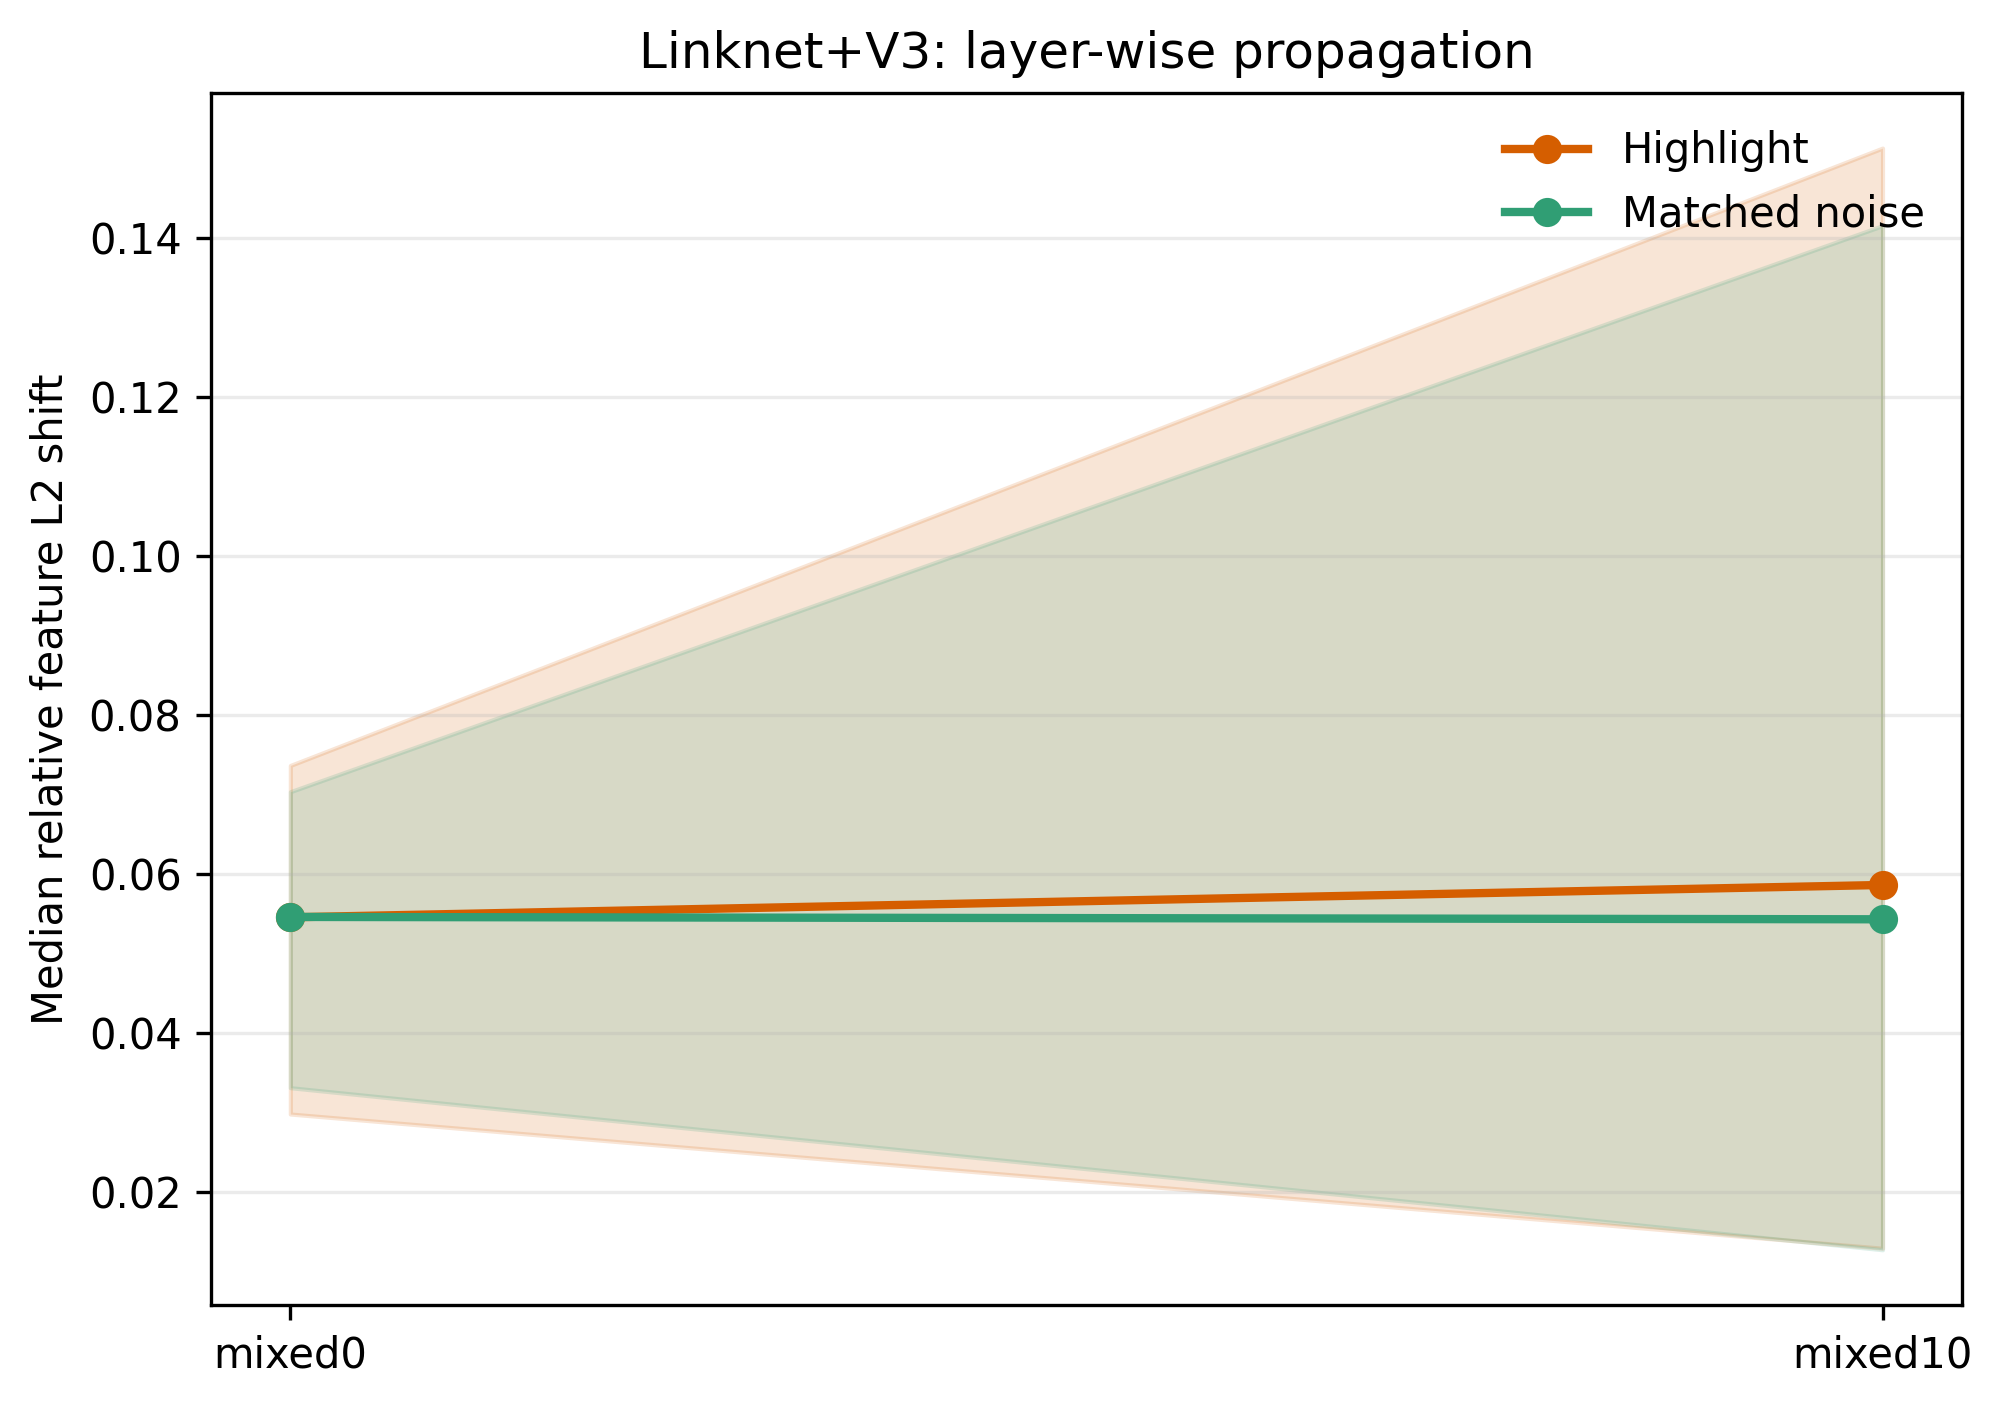 Linknet+V3: layer-wise propagation
Highlight
Matched noise
Median relative feature L2 shift
0.14
0.12
0.10
0.08
0.06
0.04
0.02
mixed0
mixed10